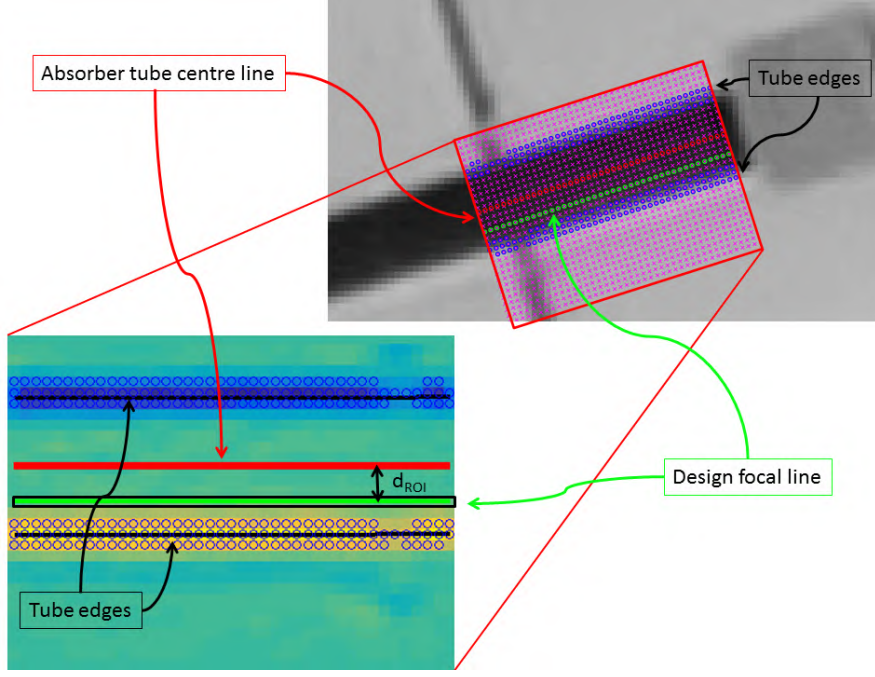 Absorber tube centre line
Tube edges
d_ROI
Design focal line
Tube edges